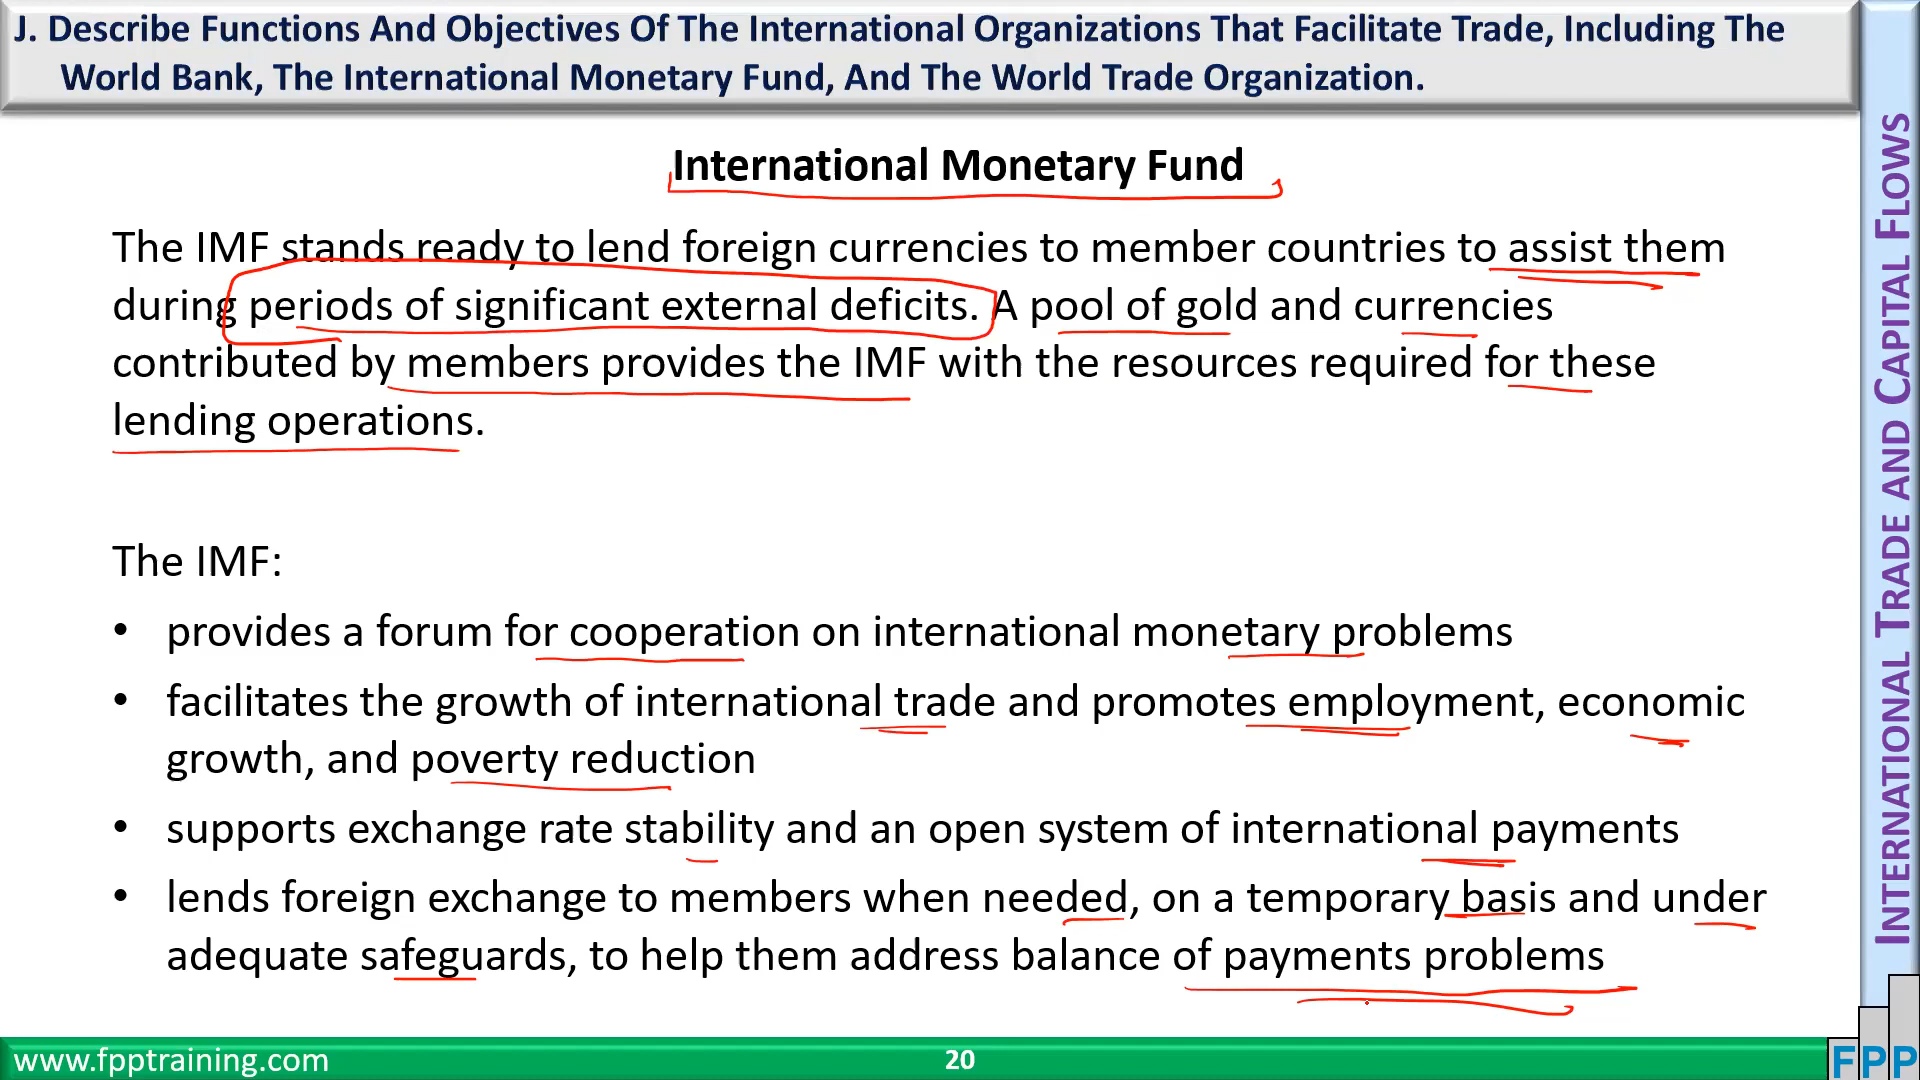 J. Describe Functions And Objectives Of The International Organizations That Facilitate Trade, Including The
World Bank, The International Monetary Fund, And The World Trade Organization.
International Monetary Fund
The IMF stands ready to lend foreign currencies to member countries to assist them
during periods of significant external deficits. A pool of gold and currencies
contributed by members provides the IMF with the resources required for these
lending operations.
The IMF:
• provides a forum for cooperation on international monetary problems
• facilitates the growth of international trade and promotes employment, economic
growth, and poverty reduction
• supports exchange rate stability and an open system of international payments
• lends foreign exchange to members when needed, on a temporary basis and under
adequate safeguards, to help them address balance of payments problems
INTERNATIONAL TRADE AND CAPITAL FLOWS
www.fpptraining.com
20
FPP